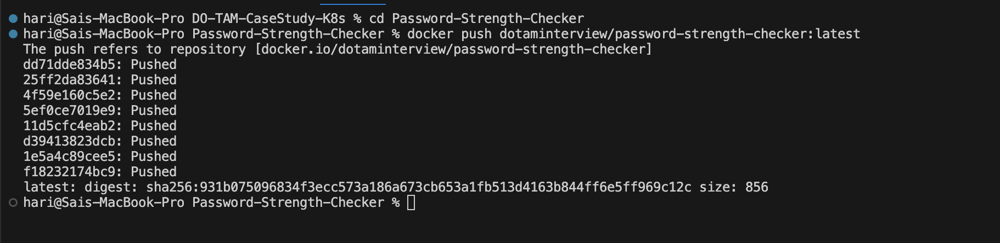 hari@Sais-MacBook-Pro DO-TAM-CaseStudy-K8s % cd Password-Strength-Checker
hari@Sais-MacBook-Pro Password-Strength-Checker % docker push dotaminterview/password-strength-checker:latest
The push refers to repository [docker.io/dotaminterview/password-strength-checker]
dd71dde834b5: Pushed
25ff2da83641: Pushed
4f59e160c5e2: Pushed
5ef0ce7019e9: Pushed
11d5cfc4eab2: Pushed
d39413823dcb: Pushed
1e5a4c89cee5: Pushed
f18232174bc9: Pushed
latest: digest: sha256:931b075096834f3ecc573a186a673cb653a1fb513d4163b844ff6e5ff969c12c size: 856
hari@Sais-MacBook-Pro Password-Strength-Checker %